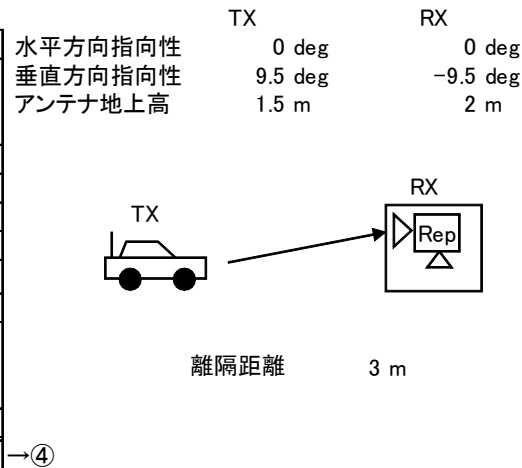 TX RX
水平方向指向性 0 deg 0 deg
垂直方向指向性 9.5 deg -9.5 deg
アンテナ地上高 1.5 m 2 m
RX
TX
Rep
離隔距離 3 m
→④